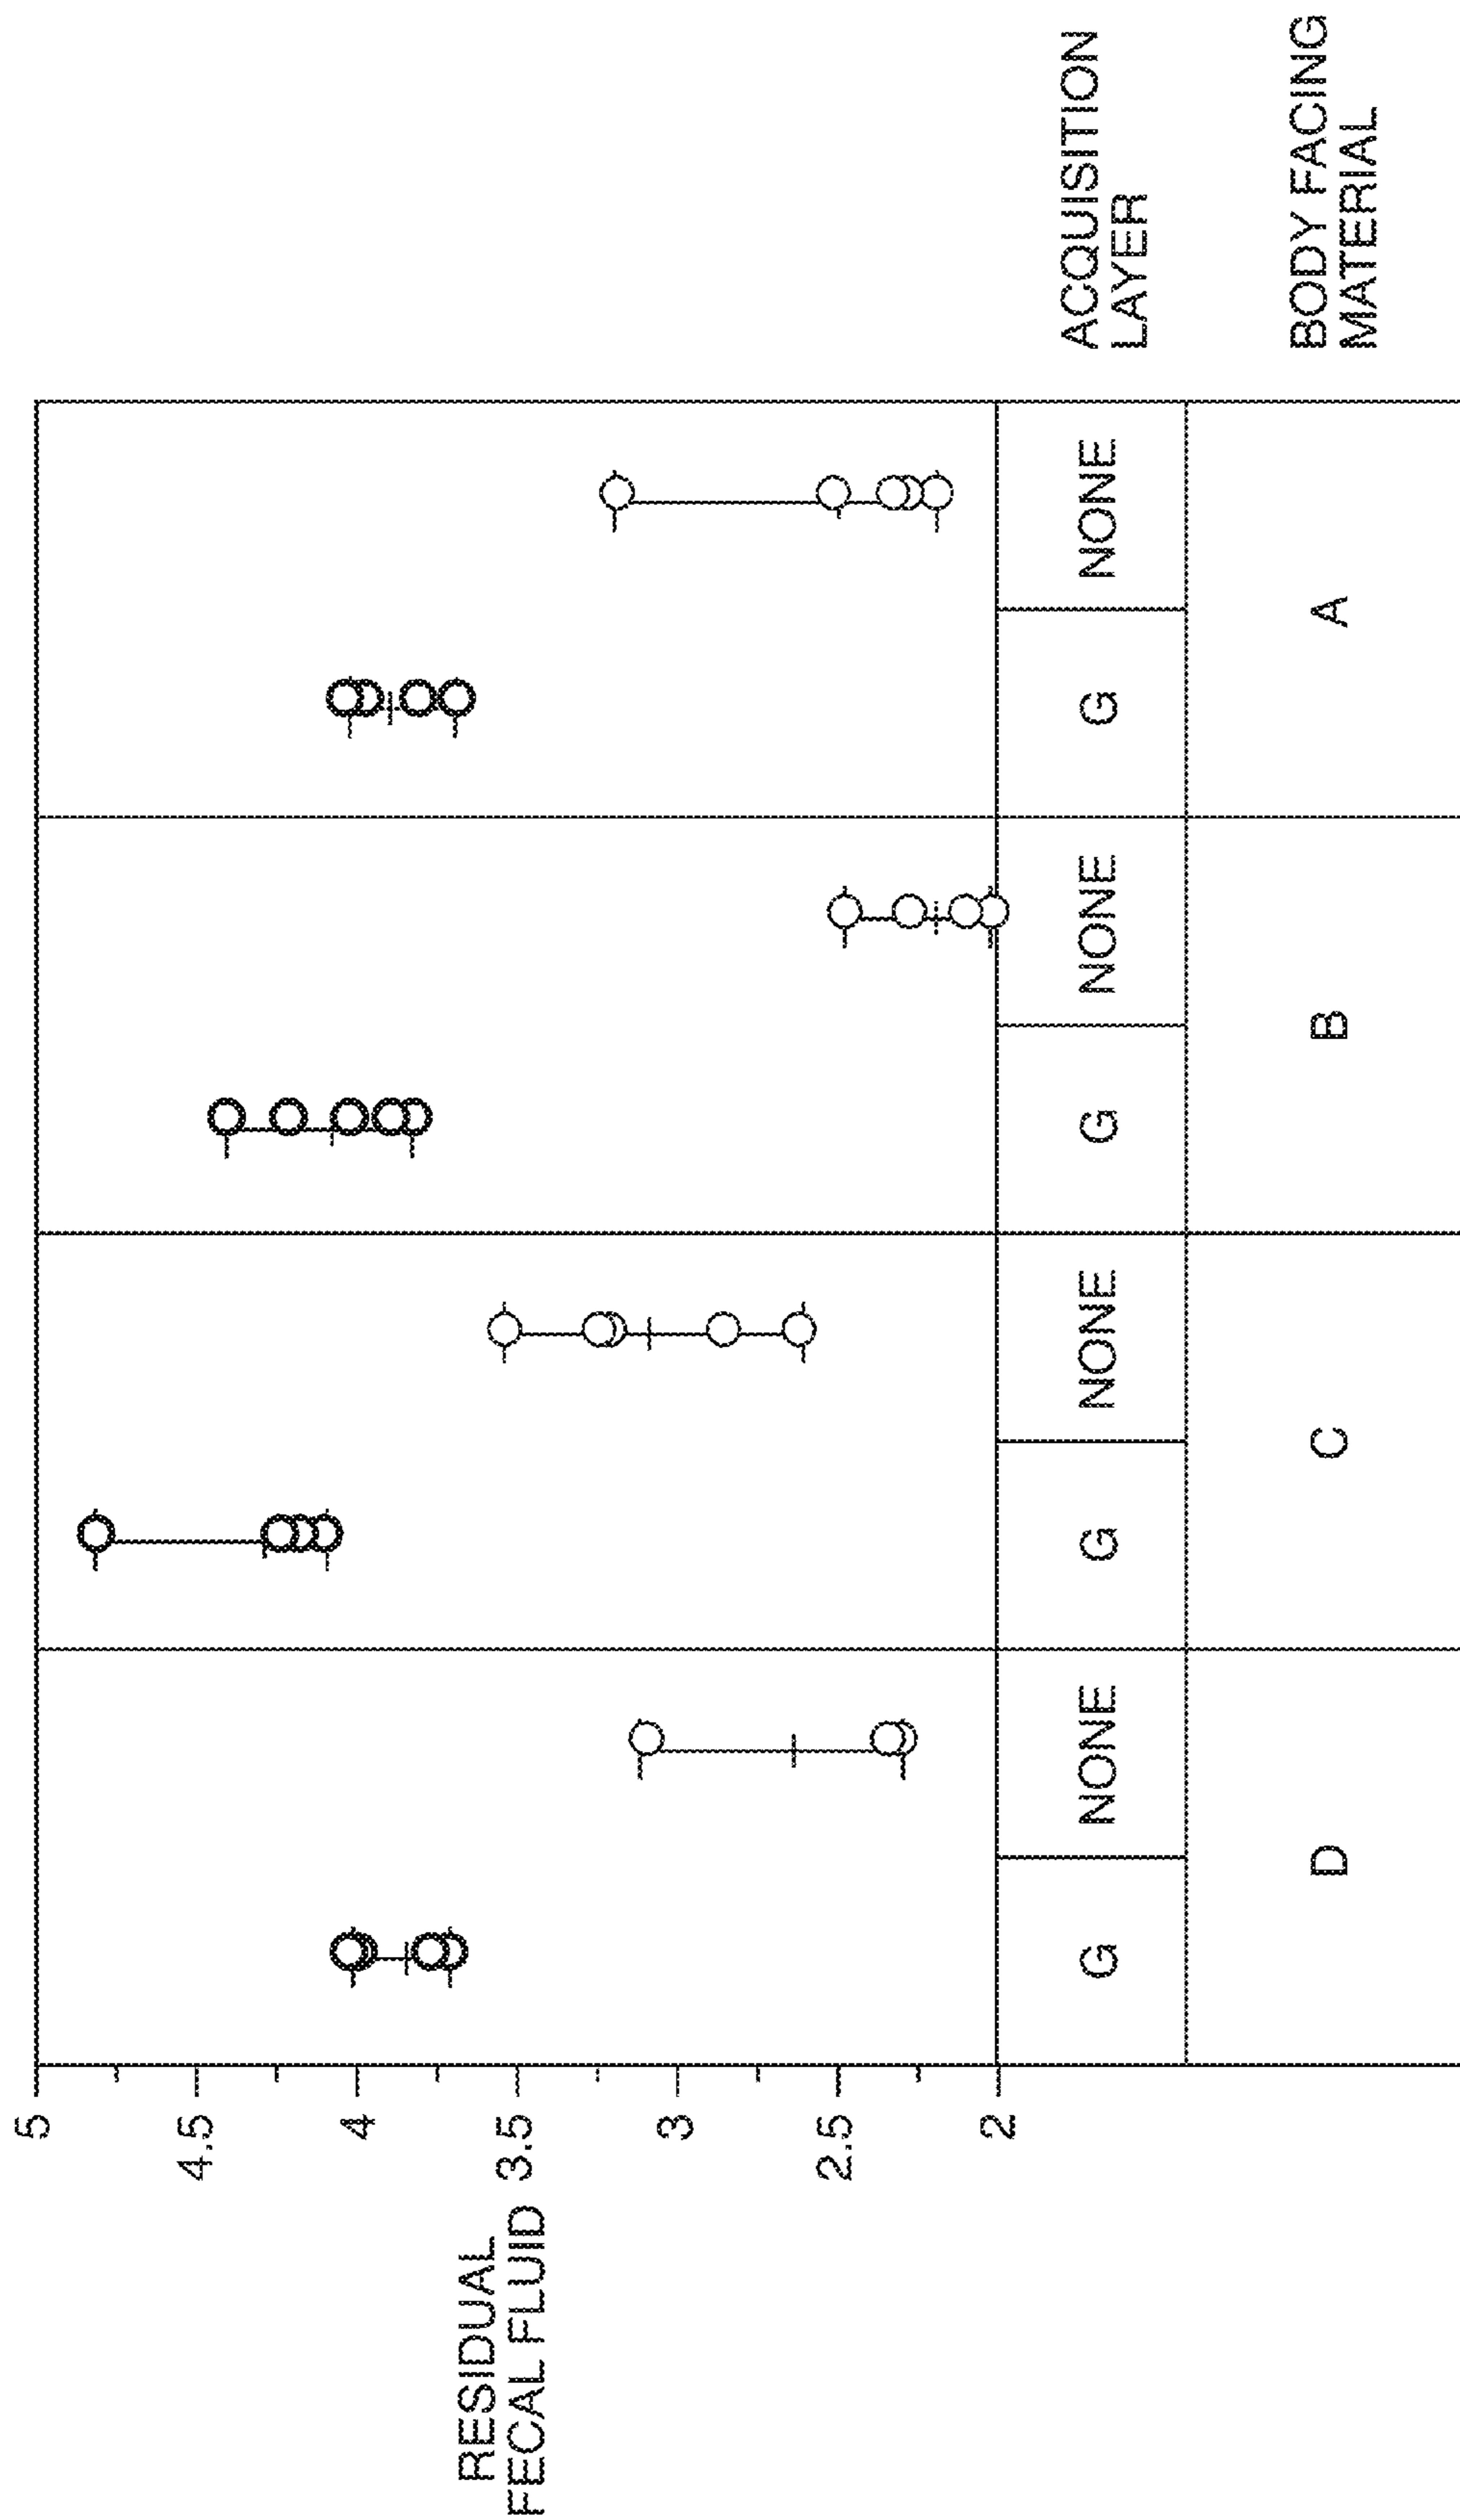 5
4.5
4
3.5
3
2.5
2
RESIDUAL
FECAL FLUID
G
NONE
G
NONE
G
NONE
G
NONE
ACQUISITION
LAYER
D
C
B
A
BODY FACING
MATERIAL